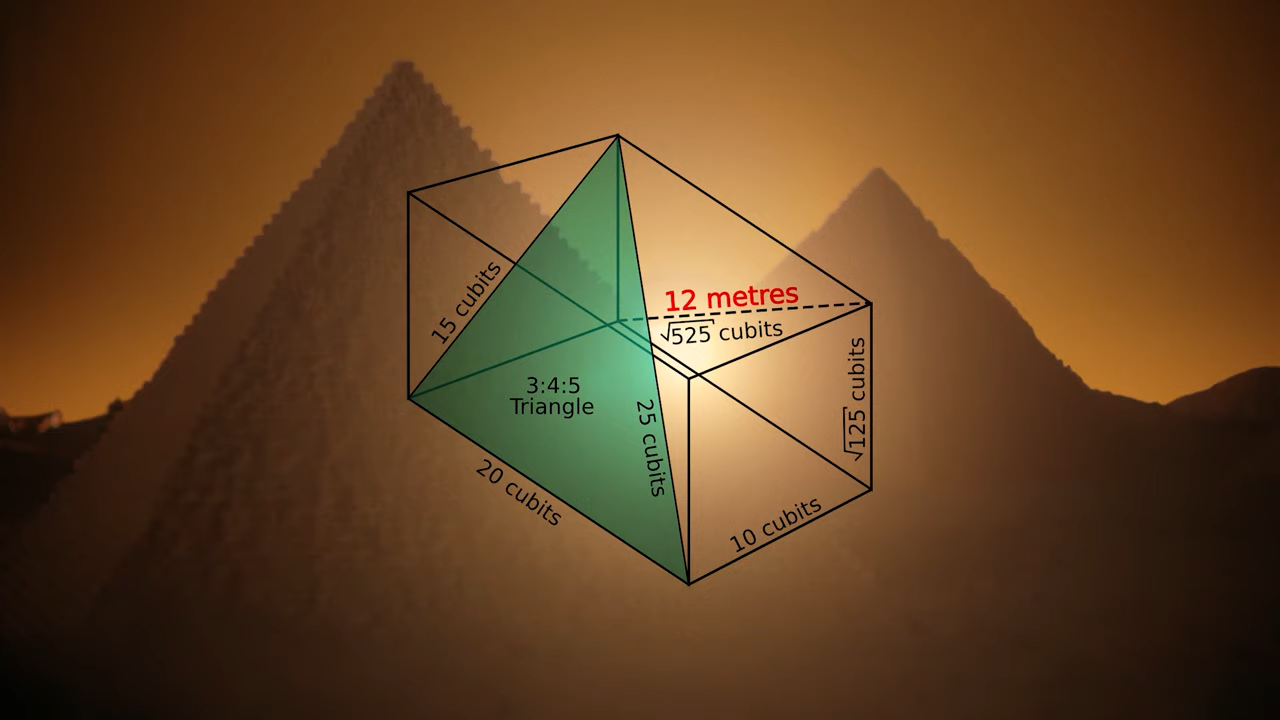 12 metres
√525 cubits
15 cubits
√125 cubits
3:4:5
Triangle
25 cubits
20 cubits
10 cubits